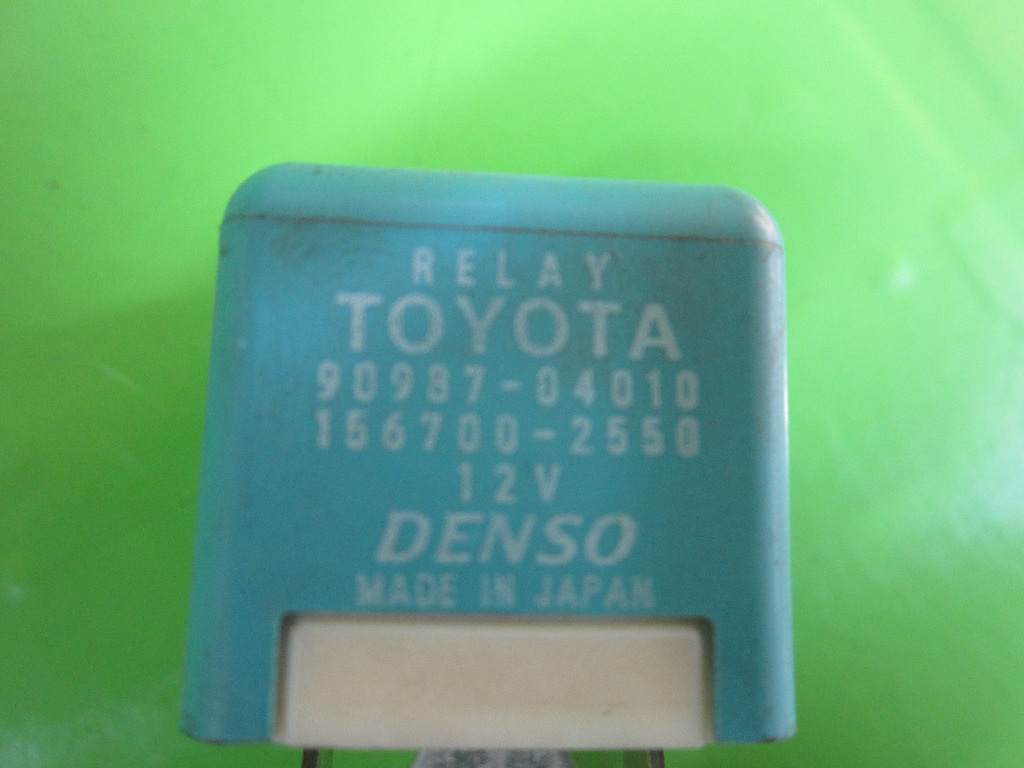 RELAY
TOYOTA
90987-04010
156700-2550
12V
DENSO
MADE IN JAPAN